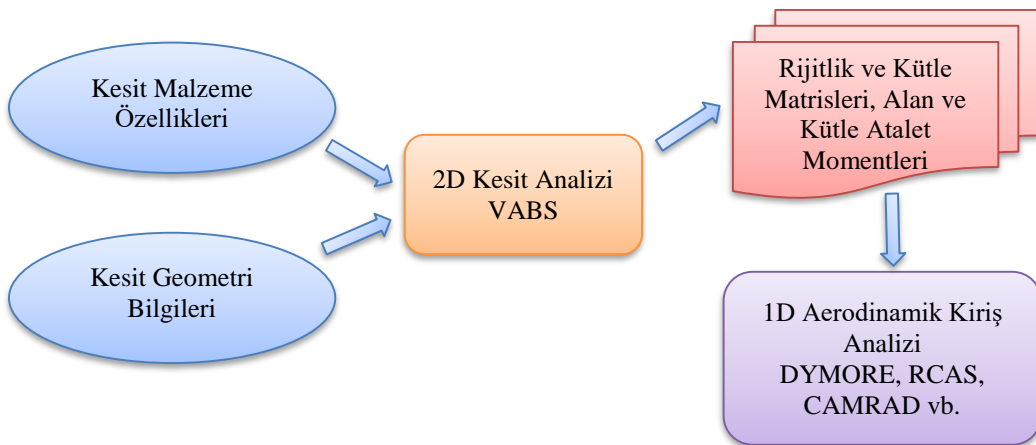 Kesit Malzeme
Özellikleri
Kesit Geometri
Bilgileri
2D Kesit Analizi
VABS
Rijitlik ve Kütle
Matrisleri, Alan ve
Kütle Atalet
Momentleri
1D Aerodinamik Kiriş
Analizi
DYMORE, RCAS,
CAMRAD vb.